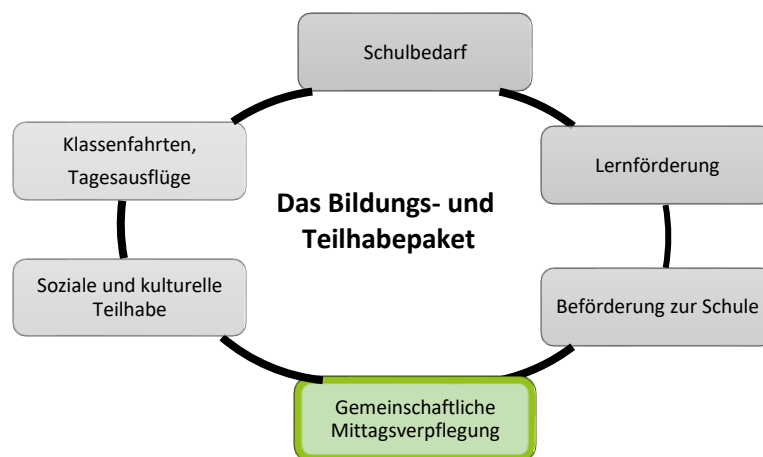 Schulbedarf
Klassenfahrten,
Tagesausflüge
Lernförderung
Das Bildungs- und
Teilhabepaket
Soziale und kulturelle
Teilhabe
Beförderung zur Schule
Gemeinschaftliche
Mittagsverpflegung